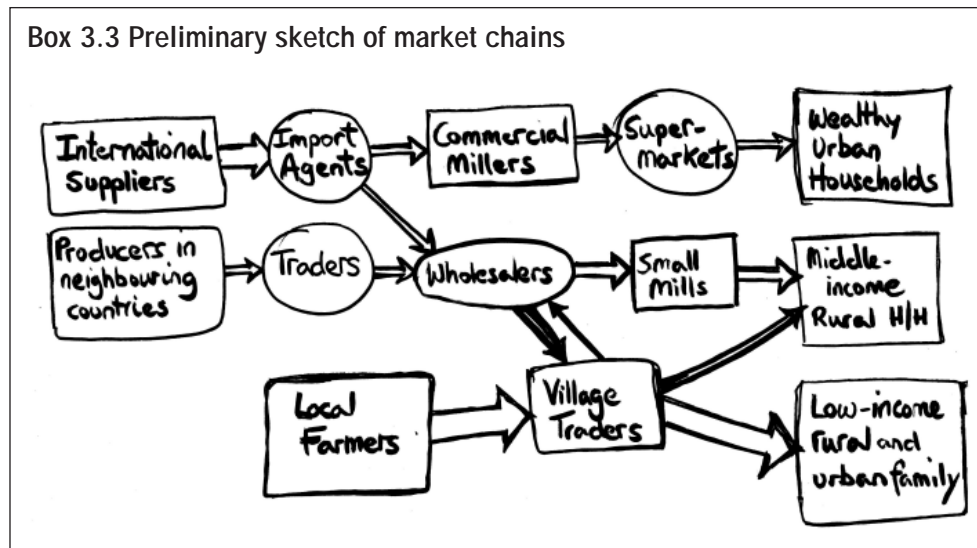 Box 3.3 Preliminary sketch of market chains
International
Suppliers
Import
Agents
Commercial
Millers
Super-
markets
Wealthy
Urban
Households
Producers in
neighbouring
countries
Traders
Wholesalers
Small
Mills
Middle-
income
Rural H/H
Local
Farmers
Village
Traders
Low-income
rural and
urban family